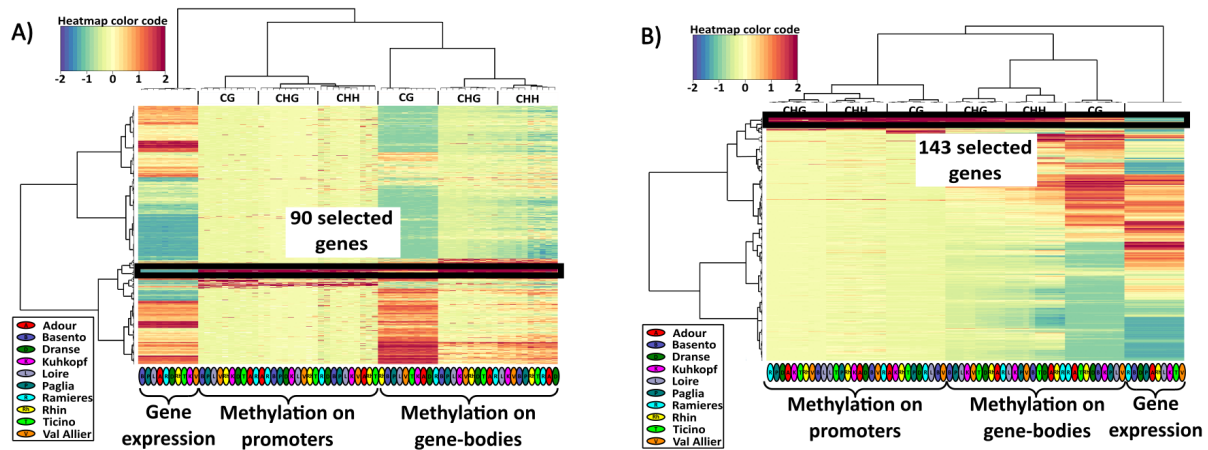 A)
Heatmap color code
-2 -1 0 1 2
CG CHG CHH CG CHG CHH
90 selected
genes
Adour
Basento
Dranse
Kuhkopf
Loire
Paglia
Ramieres
Rhin
Ticino
Val Allier
Gene
expression
Methylation on
promoters
Methylation on
gene-bodies
B)
Heatmap color code
-2 -1 0 1 2
CHG CHH CG CHG CHH CG
143 selected
genes
Adour
Basento
Dranse
Kuhkopf
Loire
Paglia
Ramieres
Rhin
Ticino
Val Allier
Methylation on
promoters
Methylation on
gene-bodies
Gene
expression